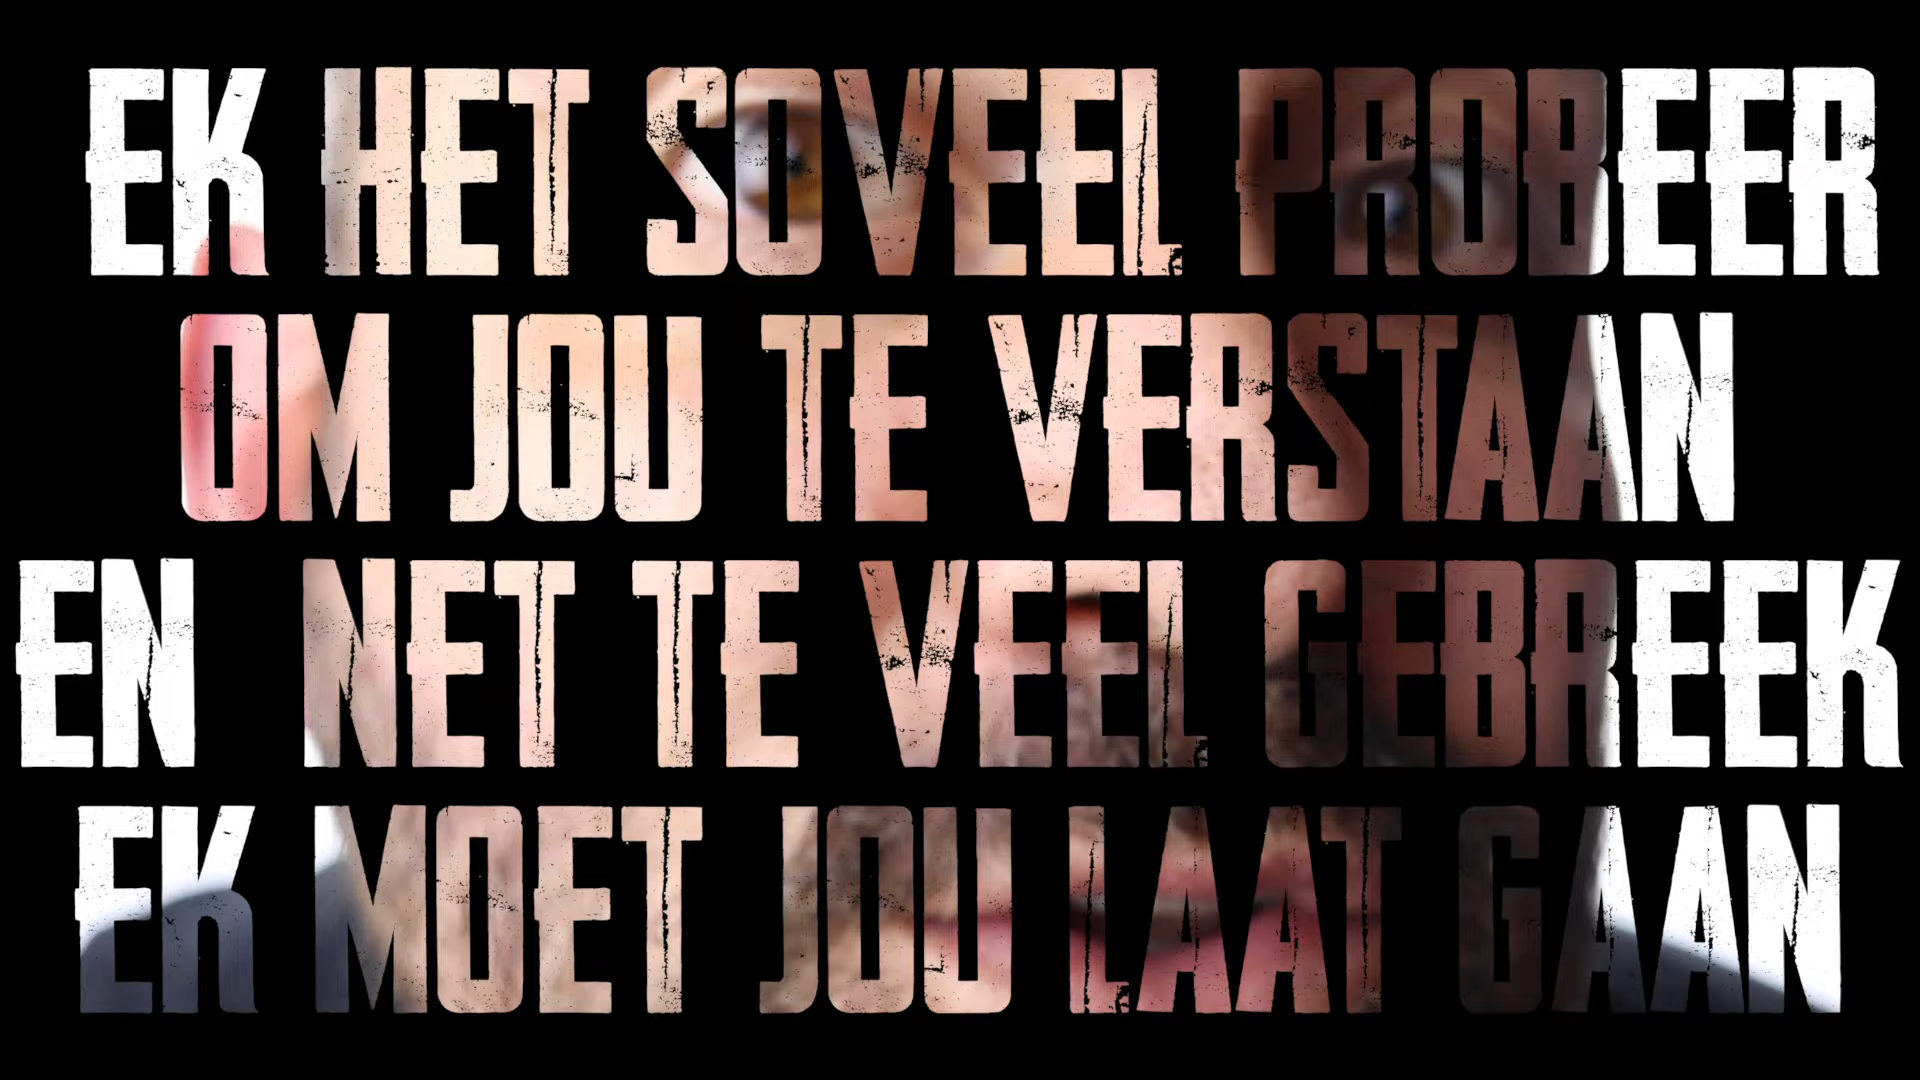 EK HET SOVEEL PROBEER
OM JOU TE VERSTAAN
EN NET TE VEEL GEBREEK
EK MOET JOU LAAT GAAN